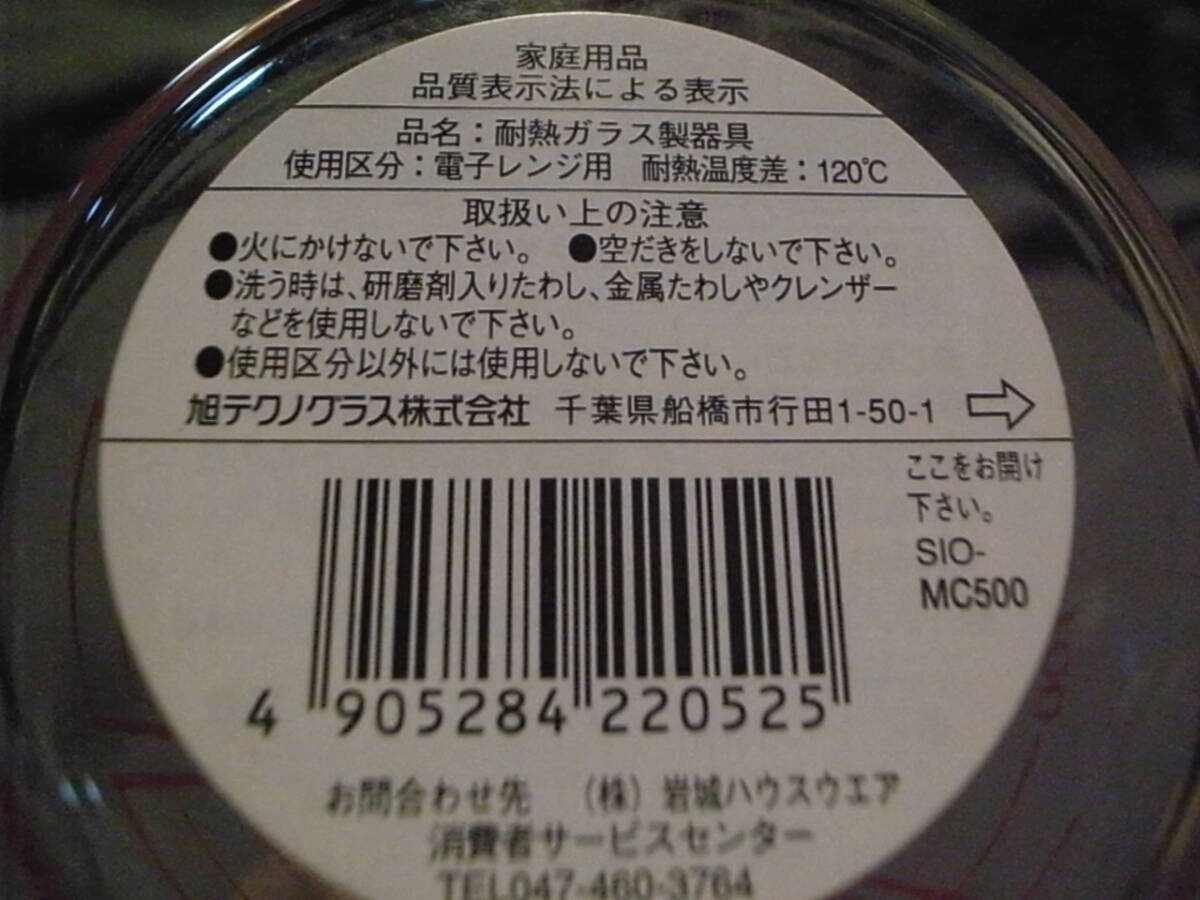 家庭用品
品質表示法による表示
品名：耐熱ガラス製器具
使用区分：電子レンジ用　耐熱温度差：120℃
取扱い上の注意
●火にかけないで下さい。　●空だきをしないで下さい。
●洗う時は、研磨剤入りたわし、金属たわしやクレンザー
などを使用しないで下さい。
●使用区分以外には使用しないで下さい。
旭テクノグラス株式会社　千葉県船橋市行田1-50-1
ここをお開け
下さい。
SIO-
MC500
4 905284 220525
お問合わせ先　（株）岩城ハウスウエア
消費者サービスセンター
TEL047-460-3764